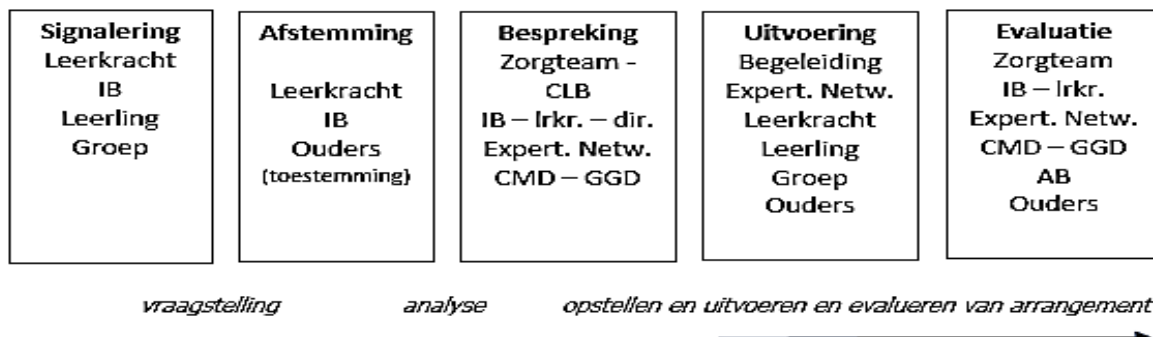 Signalering
Leerkracht
IB
Leerling
Groep
Afstemming
Leerkracht
IB
Ouders
(toestemming)
Bespreking
Zorgteam -
CLB
IB – lrkr. – dir.
Expert. Netw.
CMD – GGD
Uitvoering
Begeleiding
Expert. Netw.
Leerkracht
Leerling
Groep
Ouders
Evaluatie
Zorgteam
IB – lrkr.
Expert. Netw.
CMD – GGD
AB
Ouders
vraagstelling
analyse
opstellen en uitvoeren en evalueren van arrangement